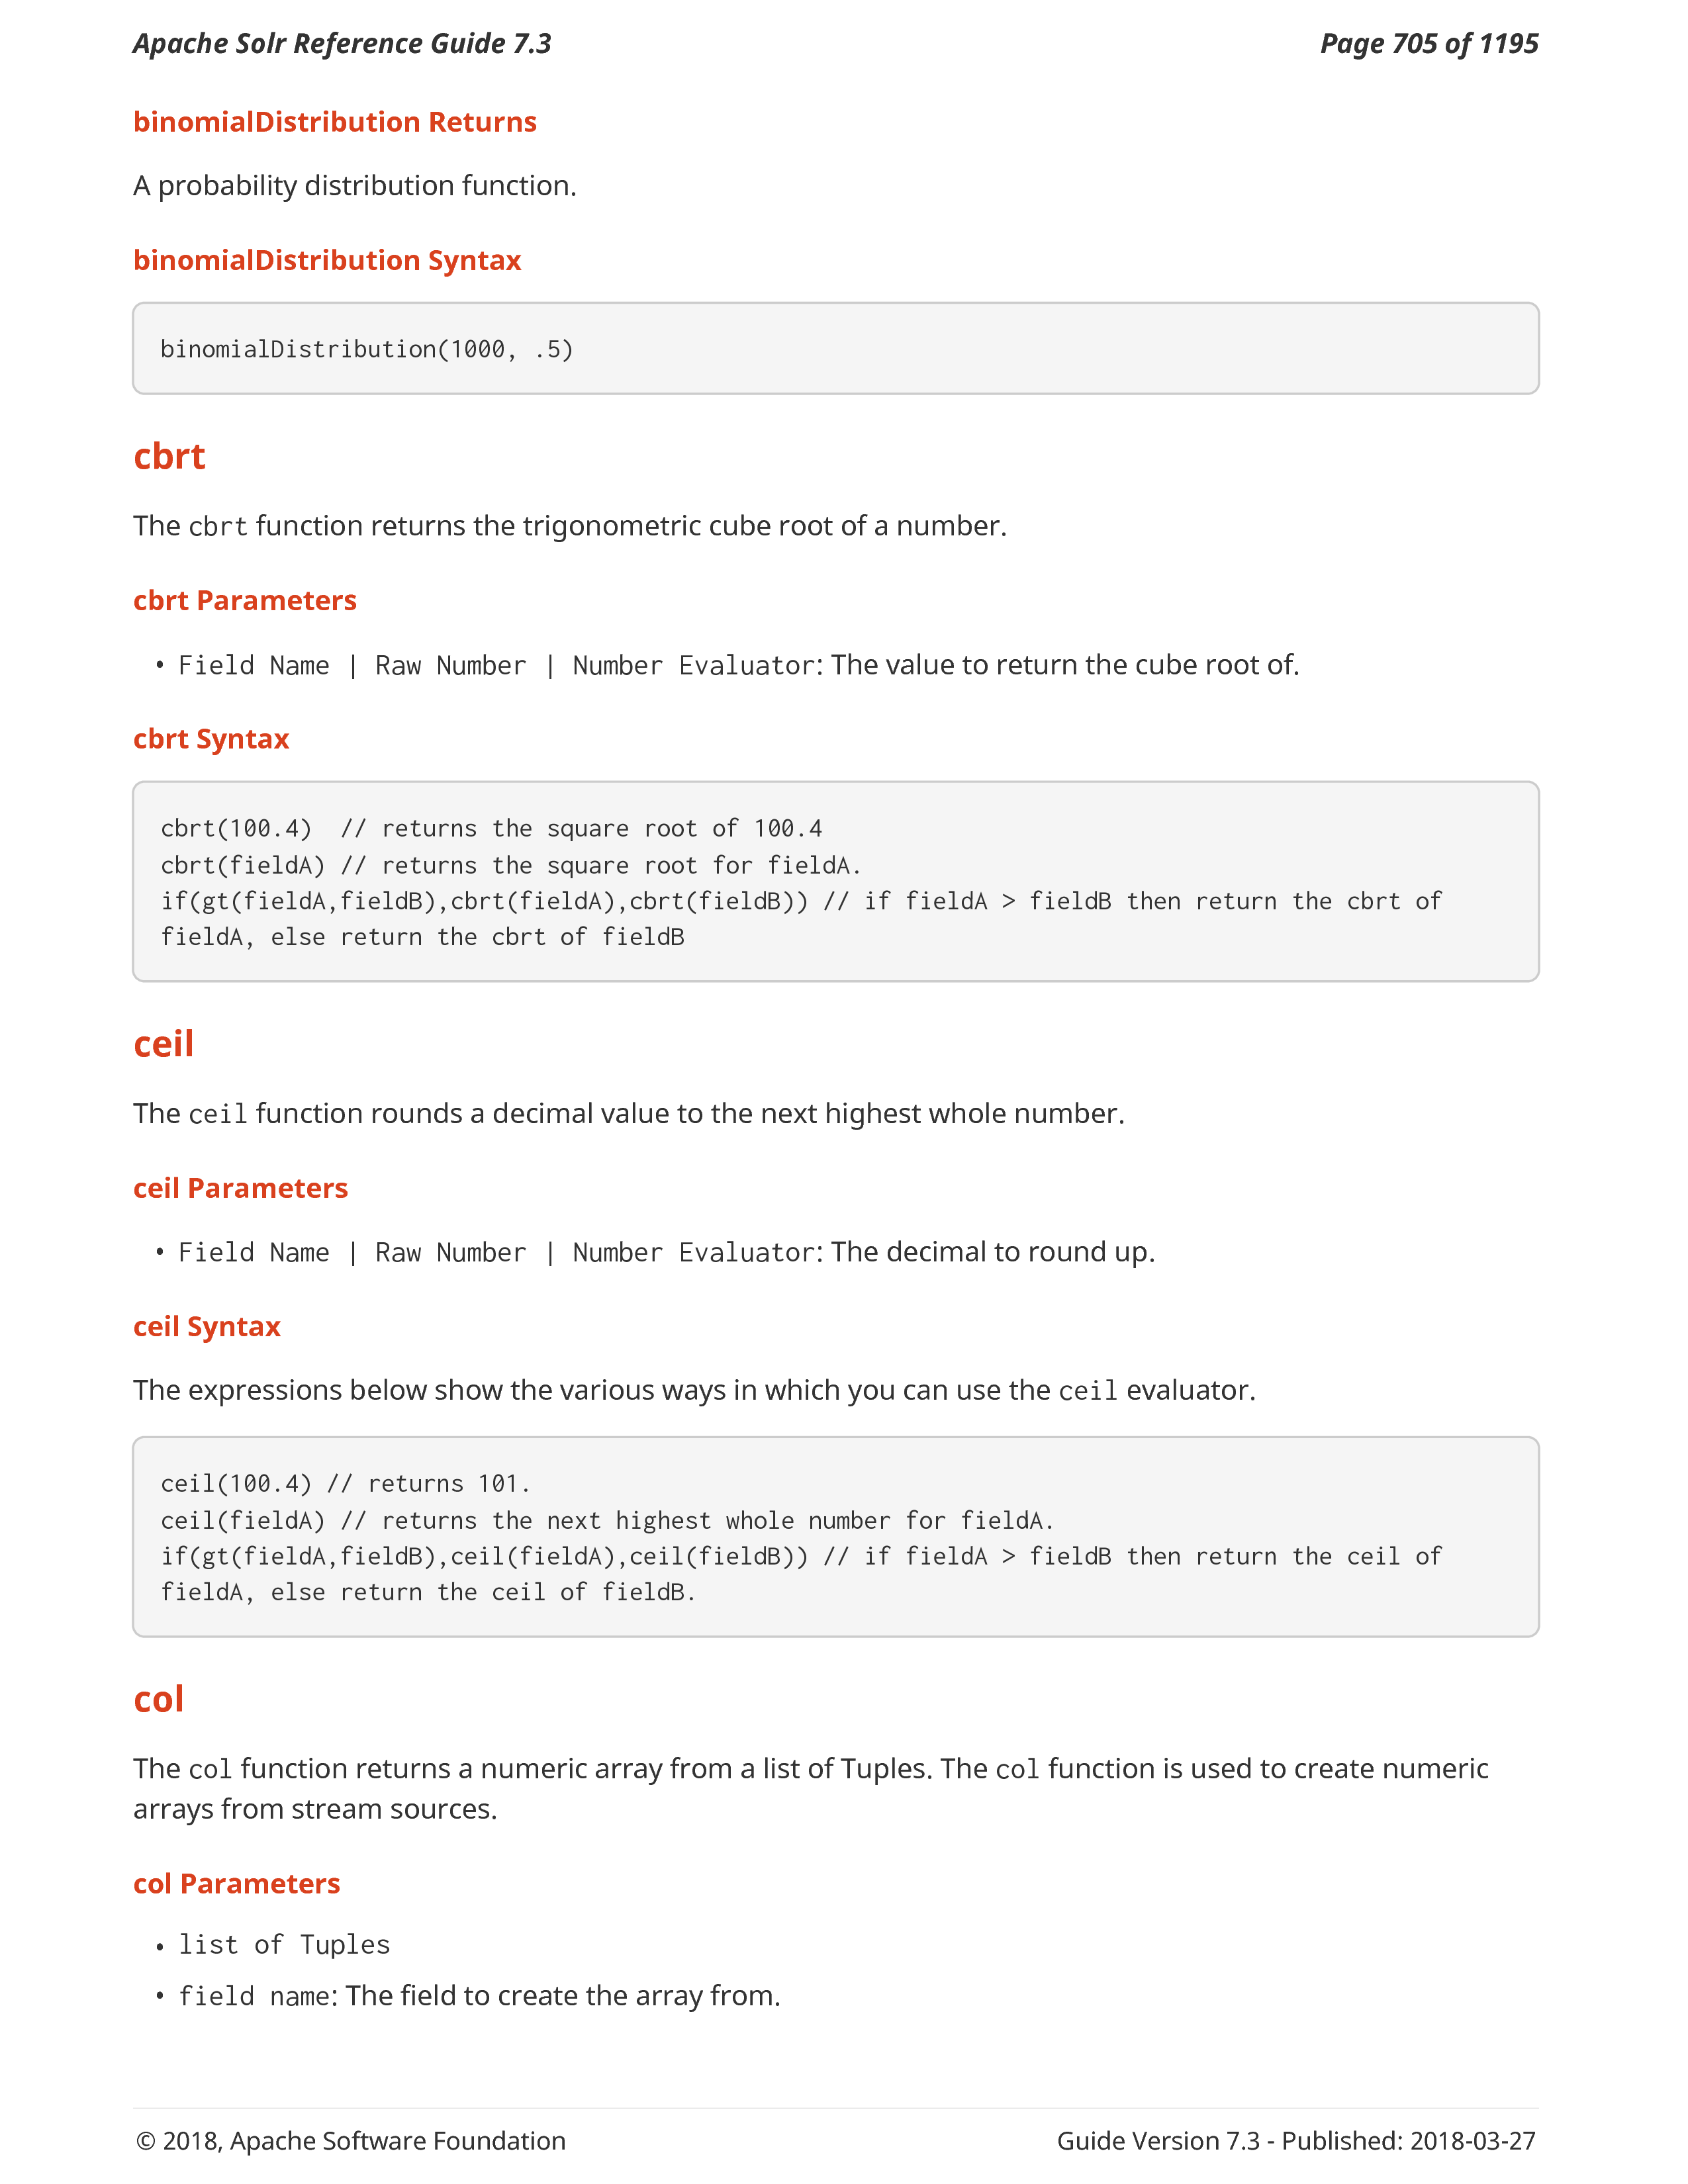 Apache Solr Reference Guide 7.3
Page 705 of 1195
binomialDistribution Returns
A probability distribution function.
binomialDistribution Syntax
binomialDistribution(1000, .5)
cbrt
The cbrt function returns the trigonometric cube root of a number.
cbrt Parameters
• Field Name | Raw Number | Number Evaluator: The value to return the cube root of.
cbrt Syntax
cbrt(100.4)  // returns the square root of 100.4
cbrt(fieldA) // returns the square root for fieldA.
if(gt(fieldA,fieldB),cbrt(fieldA),cbrt(fieldB)) // if fieldA > fieldB then return the cbrt of
fieldA, else return the cbrt of fieldB
ceil
The ceil function rounds a decimal value to the next highest whole number.
ceil Parameters
• Field Name | Raw Number | Number Evaluator: The decimal to round up.
ceil Syntax
The expressions below show the various ways in which you can use the ceil evaluator.
ceil(100.4) // returns 101.
ceil(fieldA) // returns the next highest whole number for fieldA.
if(gt(fieldA,fieldB),ceil(fieldA),ceil(fieldB)) // if fieldA > fieldB then return the ceil of
fieldA, else return the ceil of fieldB.
col
The col function returns a numeric array from a list of Tuples. The col function is used to create numeric
arrays from stream sources.
col Parameters
• list of Tuples
• field name: The field to create the array from.
© 2018, Apache Software Foundation
Guide Version 7.3 - Published: 2018-03-27